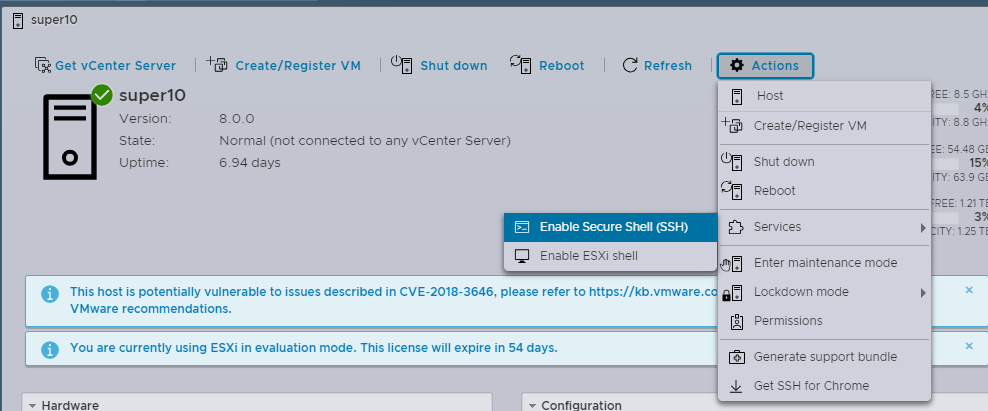 super10
Get vCenter Server
Create/Register VM
Shut down
Reboot
Refresh
Actions
super10
Version: 8.0.0
State: Normal (not connected to any vCenter Server)
Uptime: 6.94 days
Host
Create/Register VM
Shut down
Reboot
Services
Enter maintenance mode
Lockdown mode
Permissions
Generate support bundle
Get SSH for Chrome
Enable Secure Shell (SSH)
Enable ESXi shell
REE: 8.5 GH
4%
ITY: 8.8 GH
EE: 54.48 GB
15%
ITY: 63.9 GE
FREE: 1.21 TE
3%
CITY: 1.25 TE
This host is potentially vulnerable to issues described in CVE-2018-3646, please refer to https://kb.vmware.co
VMware recommendations.
You are currently using ESXi in evaluation mode. This license will expire in 54 days.
Hardware
Configuration